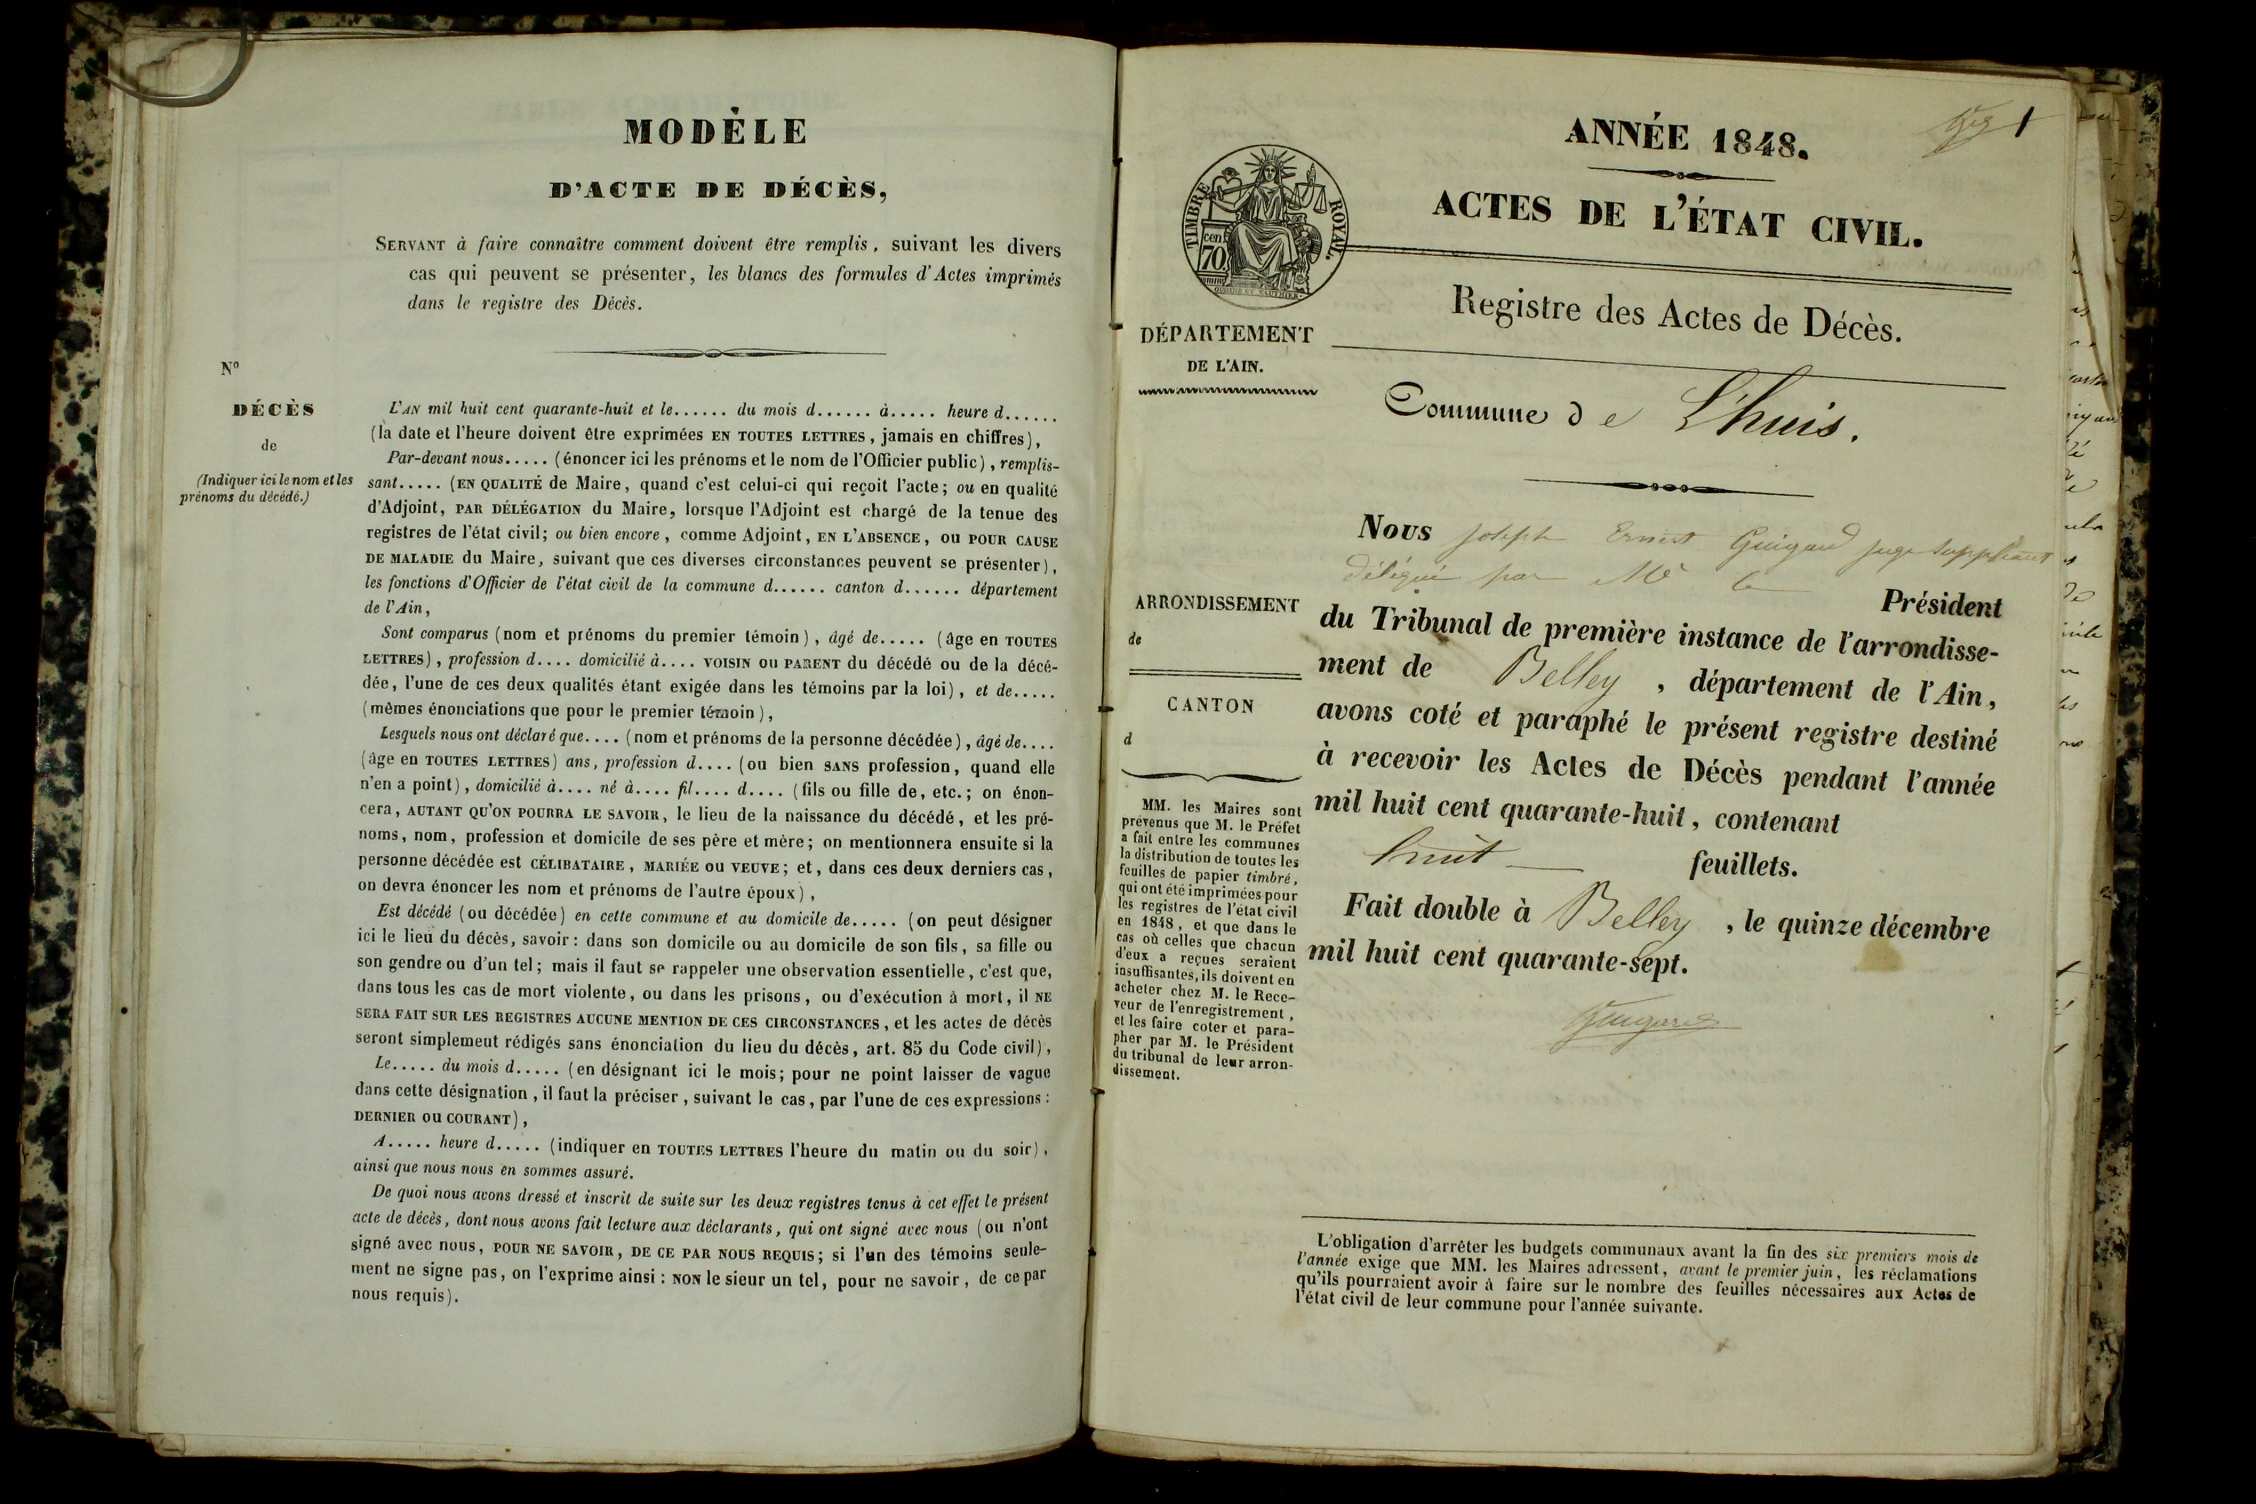 MODÈLE
D'ACTE DE DÉCÈS,
SERVANT à faire connaître comment doivent être remplis, suivant les divers
cas qui peuvent se présenter, les blancs des formules d'Actes imprimés
dans le registre des Décès.
N°
DÉCÈS
de
(Indiquer ici le nom et les
prénoms du décédé.)
L'AN mil huit cent quarante-huit et le...... du mois d...... à..... heure d......
(la date et l'heure doivent être exprimées EN TOUTES LETTRES, jamais en chiffres),
Par-devant nous..... (énoncer ici les prénoms et le nom de l'Officier public), remplis-
sant..... (EN QUALITÉ de Maire, quand c'est celui-ci qui reçoit l'acte; ou en qualité
d'Adjoint, PAR DÉLÉGATION du Maire, lorsque l'Adjoint est chargé de la tenue des
registres de l'état civil; ou bien encore, comme Adjoint, EN L'ABSENCE, OU POUR CAUSE
DE MALADIE du Maire, suivant que ces diverses circonstances peuvent se présenter),
les fonctions d'Officier de l'état civil de la commune d...... canton d...... département
de l'Ain,
Sont comparus (nom et prénoms du premier témoin), âgé de..... (âge en TOUTES
LETTRES), profession d.... domicilié à.... VOISIN OU PARENT du décédé ou de la décé-
dée, l'une de ces deux qualités étant exigée dans les témoins par la loi), et de.....
(mêmes énonciations que pour le premier témoin),
Lesquels nous ont déclaré que.... (nom et prénoms de la personne décédée), âgé de....
(âge en TOUTES LETTRES) ans, profession d.... (ou bien SANS profession, quand elle
n'en a point), domicilié à.... né à.... fil.... d.... (fils ou fille de, etc.; on énon-
cera, AUTANT QU'ON POURRA LE SAVOIR, le lieu de la naissance du décédé, et les pré-
noms, nom, profession et domicile de ses père et mère; on mentionnera ensuite si la
personne décédée est CÉLIBATAIRE, MARIÉE OU VEUVE; et, dans ces deux derniers cas,
on devra énoncer les nom et prénoms de l'autre époux),
Est décédé (ou décédée) en cette commune et au domicile de..... (on peut désigner
ici le lieu du décès, savoir: dans son domicile ou au domicile de son fils, sa fille ou
son gendre ou d'un tel; mais il faut se rappeler une observation essentielle, c'est que,
dans tous les cas de mort violente, ou dans les prisons, ou d'exécution à mort, il NE
SERA FAIT SUR LES REGISTRES AUCUNE MENTION DE CES CIRCONSTANCES, et les actes de décès
seront simplement rédigés sans énonciation du lieu du décès, art. 85 du Code civil),
Le..... du mois d..... (en désignant ici le mois; pour ne point laisser de vague
dans cette désignation, il faut la préciser, suivant le cas, par l'une de ces expressions:
DERNIER OU COURANT),
A..... heure d..... (indiquer en TOUTES LETTRES l'heure du matin ou du soir),
ainsi que nous nous en sommes assuré.
De quoi nous avons dressé et inscrit de suite sur les deux registres tenus à cet effet le présent
acte de décès, dont nous avons fait lecture aux déclarants, qui ont signé avec nous (ou n'ont
signé avec nous, POUR NE SAVOIR, DE CE PAR NOUS REQUIS; si l'un des témoins seule-
ment ne signe pas, on l'exprime ainsi: NON le sieur un tel, pour ne savoir, de ce par
nous requis).
1
ANNÉE 1848.
ACTES DE L'ÉTAT CIVIL.
TIMBRE ROYAL.
cen
70
Registre des Actes de Décès.
DÉPARTEMENT
DE L'AIN.
Commune de Lhuis.
Nous Joseph Ernest Guigard juge suppléant
délégué par Mr le Président
du Tribunal de première instance de l'arrondisse-
ment de Belley, département de l'Ain,
avons coté et paraphé le présent registre destiné
à recevoir les Actes de Décès pendant l'année
mil huit cent quarante-huit, contenant
huit feuillets.
Fait double à Belley, le quinze décembre
mil huit cent quarante-sept.
Guigard
ARRONDISSEMENT
de
CANTON
d
MM. les Maires sont
prévenus que M. le Préfet
a fait entre les communes
la distribution de toutes les
feuilles de papier timbré,
qui ont été imprimées pour
les registres de l'état civil
en 1848, et que dans le
cas où celles que chacun
d'eux a reçues seraient
insuffisantes, ils doivent en
acheter chez M. le Rece-
veur de l'enregistrement,
et les faire coter et para-
pher par M. le Président
du tribunal de leur arron-
dissement.
L'obligation d'arrêter les budgets communaux avant la fin des six premiers mois de
l'année exige que MM. les Maires adressent, avant le premier juin, les réclamations
qu'ils pourraient avoir à faire sur le nombre des feuilles nécessaires aux Actes de
l'état civil de leur commune pour l'année suivante.